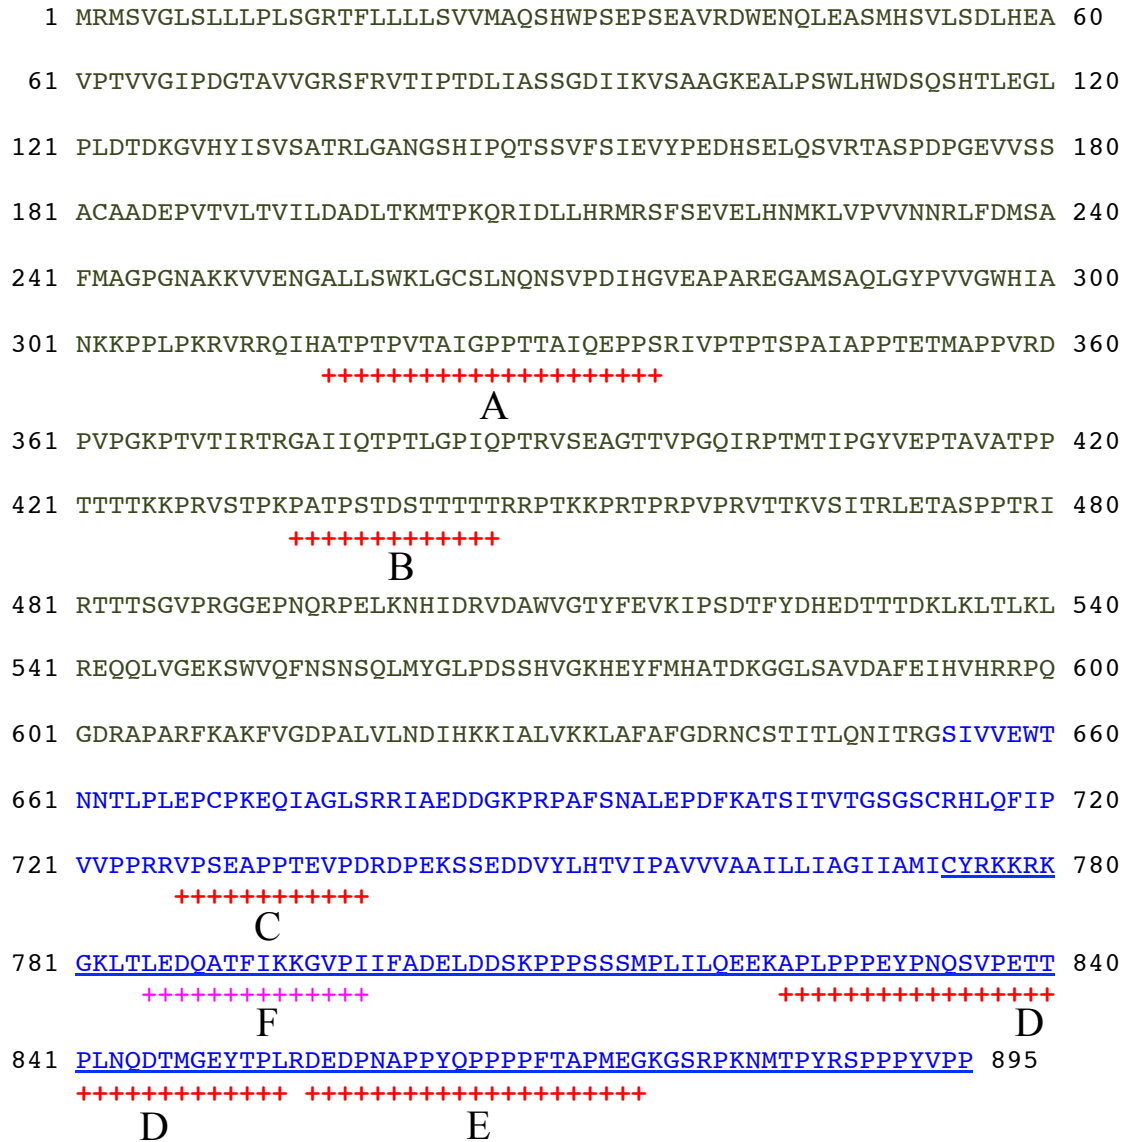 1 MRMSVGLSLLLPLSGRTFLLLLSVVMAQSHWPSEPSEAVRDWENQLEASMHSVLSDLHEA 60
61 VPTVVGIPDGTAVVGRSFRVTIPTDLIASSGDIIKVSAAGKEALPSWLHWDSQSHTLEGL 120
121 PLDTDKGVHYISVSATRLGANGSHIPQTSSVFSIEVYPEDHSELQSVRTASPDPGEVVSS 180
181 ACAADEPVTVLTVILDADLTKMTPKQRIDLLHRMRSFSEVELHNMKLVPVVNNRLFDMSA 240
241 FMAGPGNAKKVVENGALLSWKLGCSLNQNSVPDIHGVEAPAREGAMSAQLGYPVVGWHIA 300
301 NKKPPLPKRVRRQIHATPTPVTAIGPPTTAIQEPPSRIVPTPTSPAIAPPTETMAPPVRD 360
+++++++++++++++++++++
A
361 PVPGKPTVTIRTRGAIIQTPTLGPIQPTRVSEAGTTVPGQIRPTMTIPGYVEPTAVATPP 420
421 TTTTKKPRVSTPKPATPSTDSTTTTTRRPTKKPRTPRPVPRVTTKVSITRLETASPPTRI 480
+++++++++++++
B
481 RTTTSGVPRGGEPNQRPELKNHIDRVDAWVGTYFEVKIPSDTFYDHEDTTTDKLKLTLKL 540
541 REQQLVGEKSWVQFNSNSQLMYGLPDSSHVGKHEYFMHATDKGGLSAVDAFEIHVHRRPQ 600
601 GDRAPARFKAKFVGDPALVLNDIHKKIALVKKLAFAFGDRNCSTITLQNITRGSIVVEWT 660
661 NNTLPLEPCPKEQIAGLSRRIAEDDGKPRPAFSNALEPDFKATSITVTGSGSCRHLQFIP 720
721 VVPPRRVPSEAPPTEVPDRDPEKSSEDDVYLHTVIPAVVVAAILLIAGIIAMICYRKKRK 780
++++++++++++
C
781 GKLTLEDQATFIKKGVPIIFADELDDSKPPPSSSMPLILQEEKAPLPPPEYPNQSVPETT 840
++++++++++++++ +++++++++++++++++
F D
841 PLNQDTMGEYTPLRDEDPNAPPYQPPPPFTAPMEGKGSRPKNMTPYRSPPPYVPP 895
+++++++++++++ +++++++++++++++++++++
D E